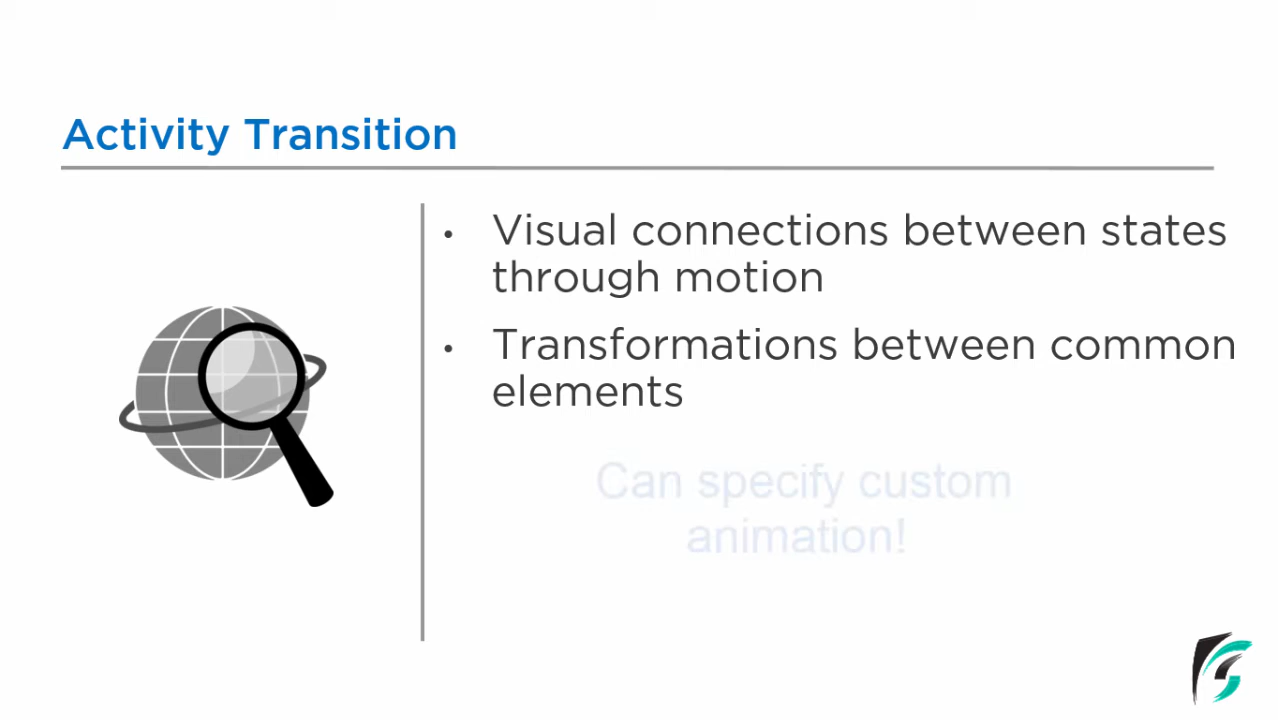 Activity Transition
• Visual connections between states
through motion
• Transformations between common
elements
Can specify custom
animation!